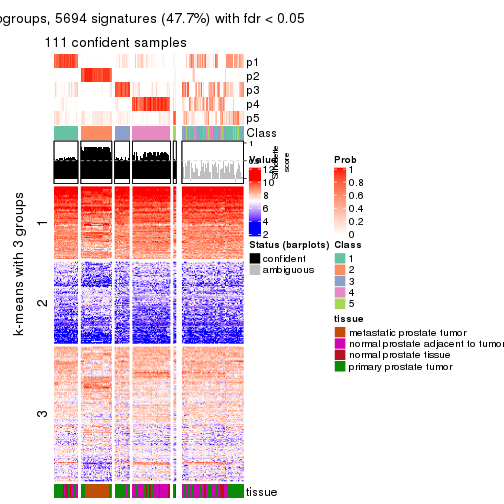 ogroups, 5694 signatures (47.7%) with fdr < 0.05
111 confident samples
p1
p2
p3
p4
p5
Class
1
Silhouette
score
Value
12
10
8
6
4
2
Prob
1
0.8
0.6
0.4
0.2
0
Status (barplots)
confident
ambiguous
Class
1
2
3
4
5
tissue
metastatic prostate tumor
normal prostate adjacent to tumor
normal prostate tissue
primary prostate tumor
k-means with 3 groups
1
2
3
tissue